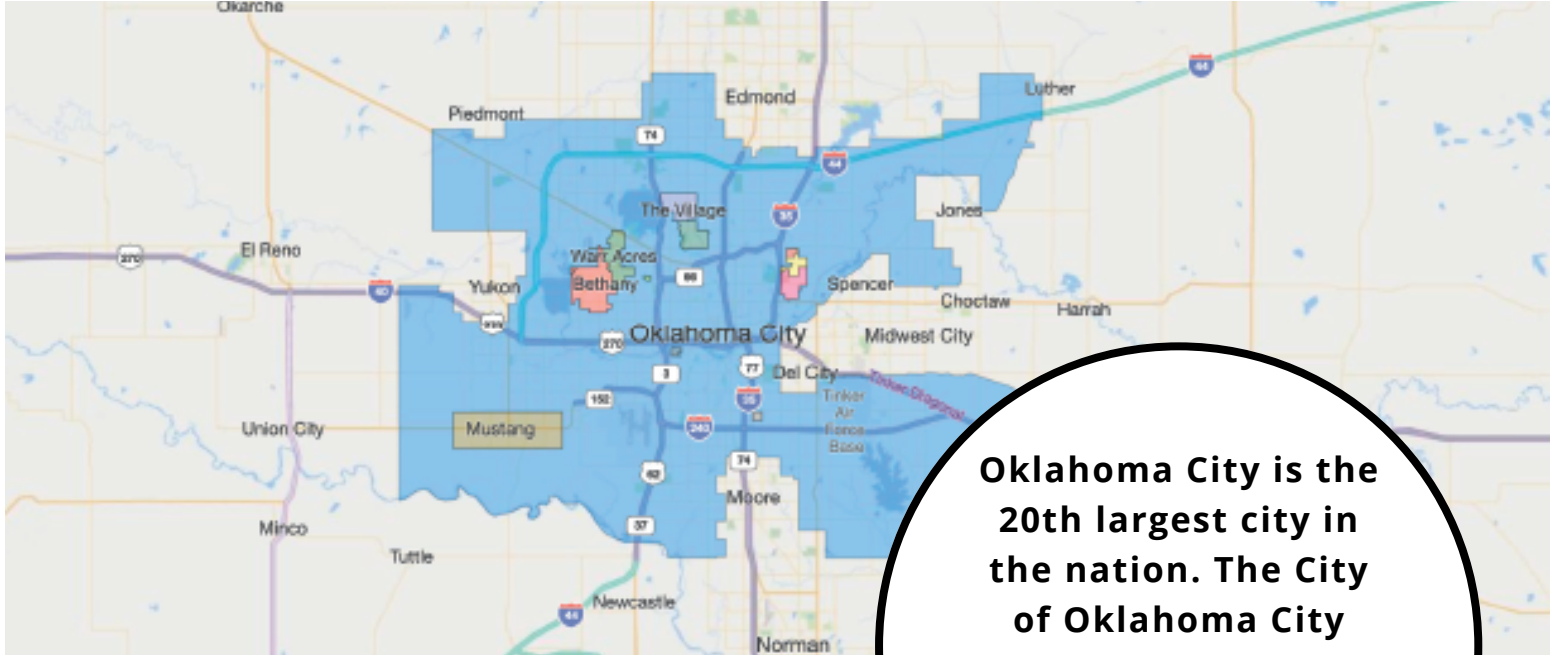 Okarche
44
Luther
Edmond
Piedmont
74
44
The Village
35
Jones
El Reno
270
Warr Acres
66
Yukon
Bethany
Spencer
40
Choctaw
Harrah
Oklahoma City
Midwest City
270
77
3
Del City
Tinker Diagonal
152
35
Tinker
Air
Force
Base
Union City
Mustang
240
74
62
Moore
37
Minco
Tuttle
Newcastle
44
Norman
Oklahoma City is the
20th largest city in
the nation. The City
of Oklahoma City